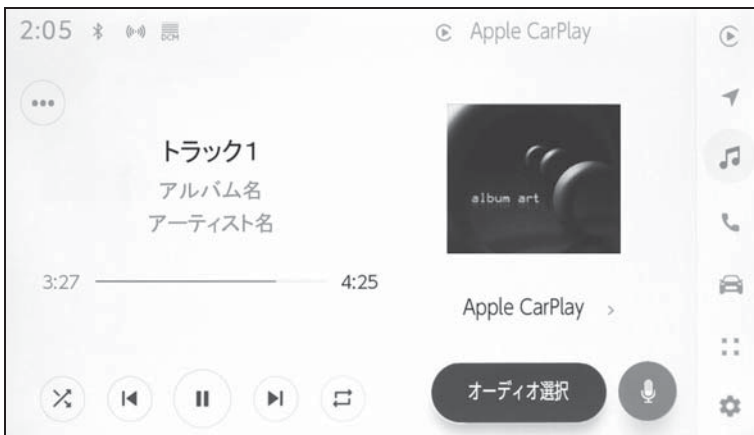 2:05
DCM
Apple CarPlay
トラック1
アルバム名
アーティスト名
3:27
4:25
album art
Apple CarPlay
オーディオ選択